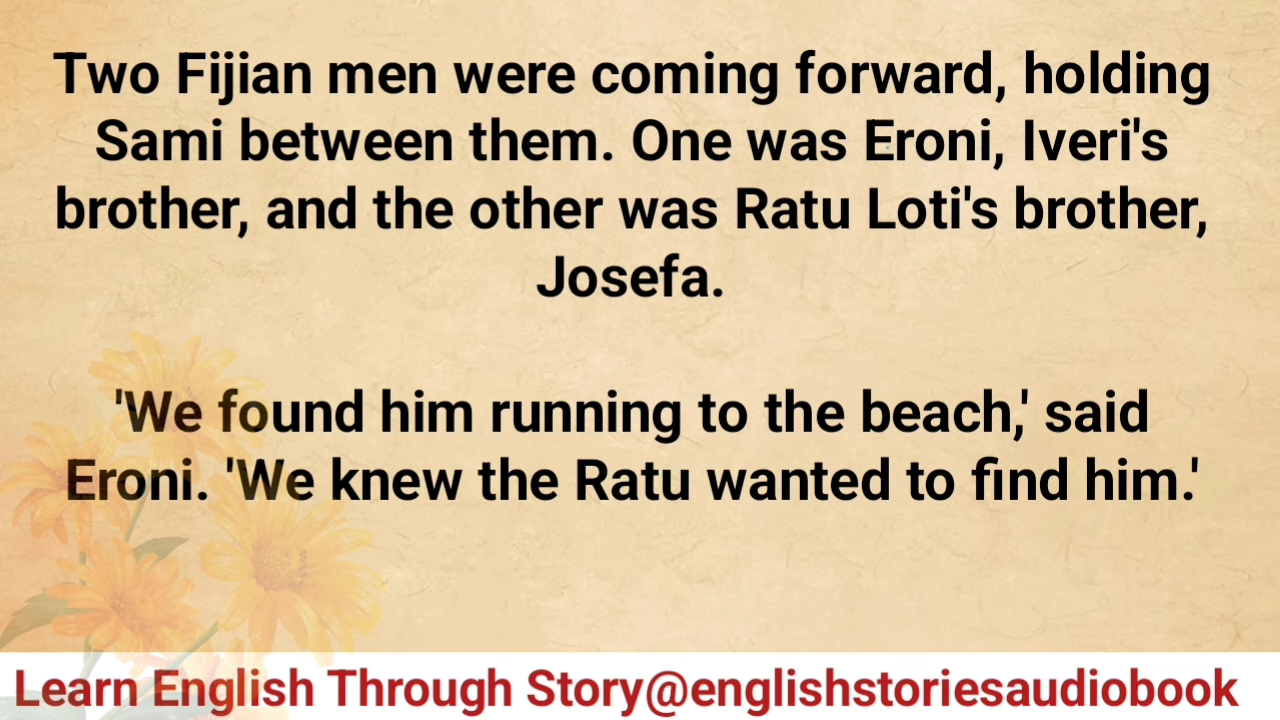 Two Fijian men were coming forward, holding
Sami between them. One was Eroni, Iveri's
brother, and the other was Ratu Loti's brother,
Josefa.
'We found him running to the beach,' said
Eroni. 'We knew the Ratu wanted to find him.'
Learn English Through Story@englishstoriesaudiobook